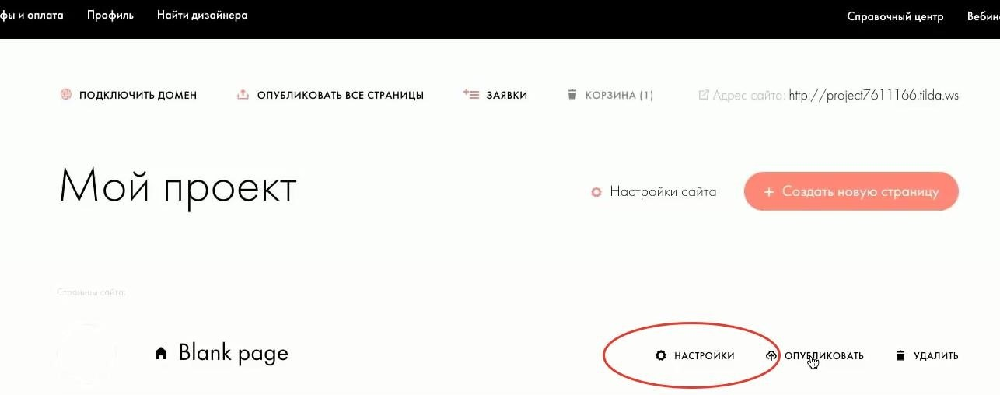 фы и оплата Профиль Найти дизайнера Справочный центр Вебин
ПОДКЛЮЧИТЬ ДОМЕН ОПУБЛИКОВАТЬ ВСЕ СТРАНИЦЫ ЗАЯВКИ КОРЗИНА (1) Адрес сайта: http://project7611166.tilda.ws
Мой проект Настройки сайта + Создать новую страницу
Страницы сайта:
Blank page НАСТРОЙКИ ОПУБЛИКОВАТЬ УДАЛИТЬ